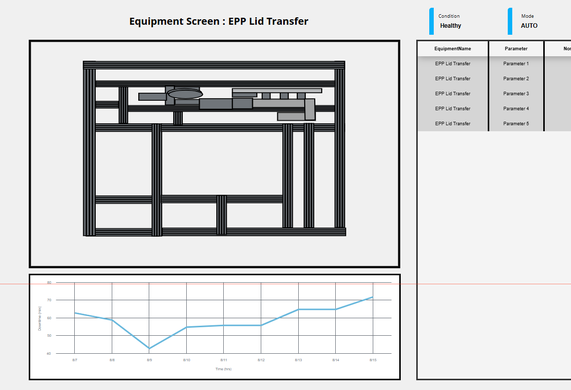 Equipment Screen : EPP Lid Transfer
Condition
Healthy
Mode
AUTO
EquipmentName Parameter
EPP Lid Transfer Parameter 1
EPP Lid Transfer Parameter 2
EPP Lid Transfer Parameter 3
EPP Lid Transfer Parameter 4
EPP Lid Transfer Parameter 5
80
70
60
50
40
8/7 8/8 8/9 8/10 8/11 8/12 8/13 8/14 8/15
Time (hrs)